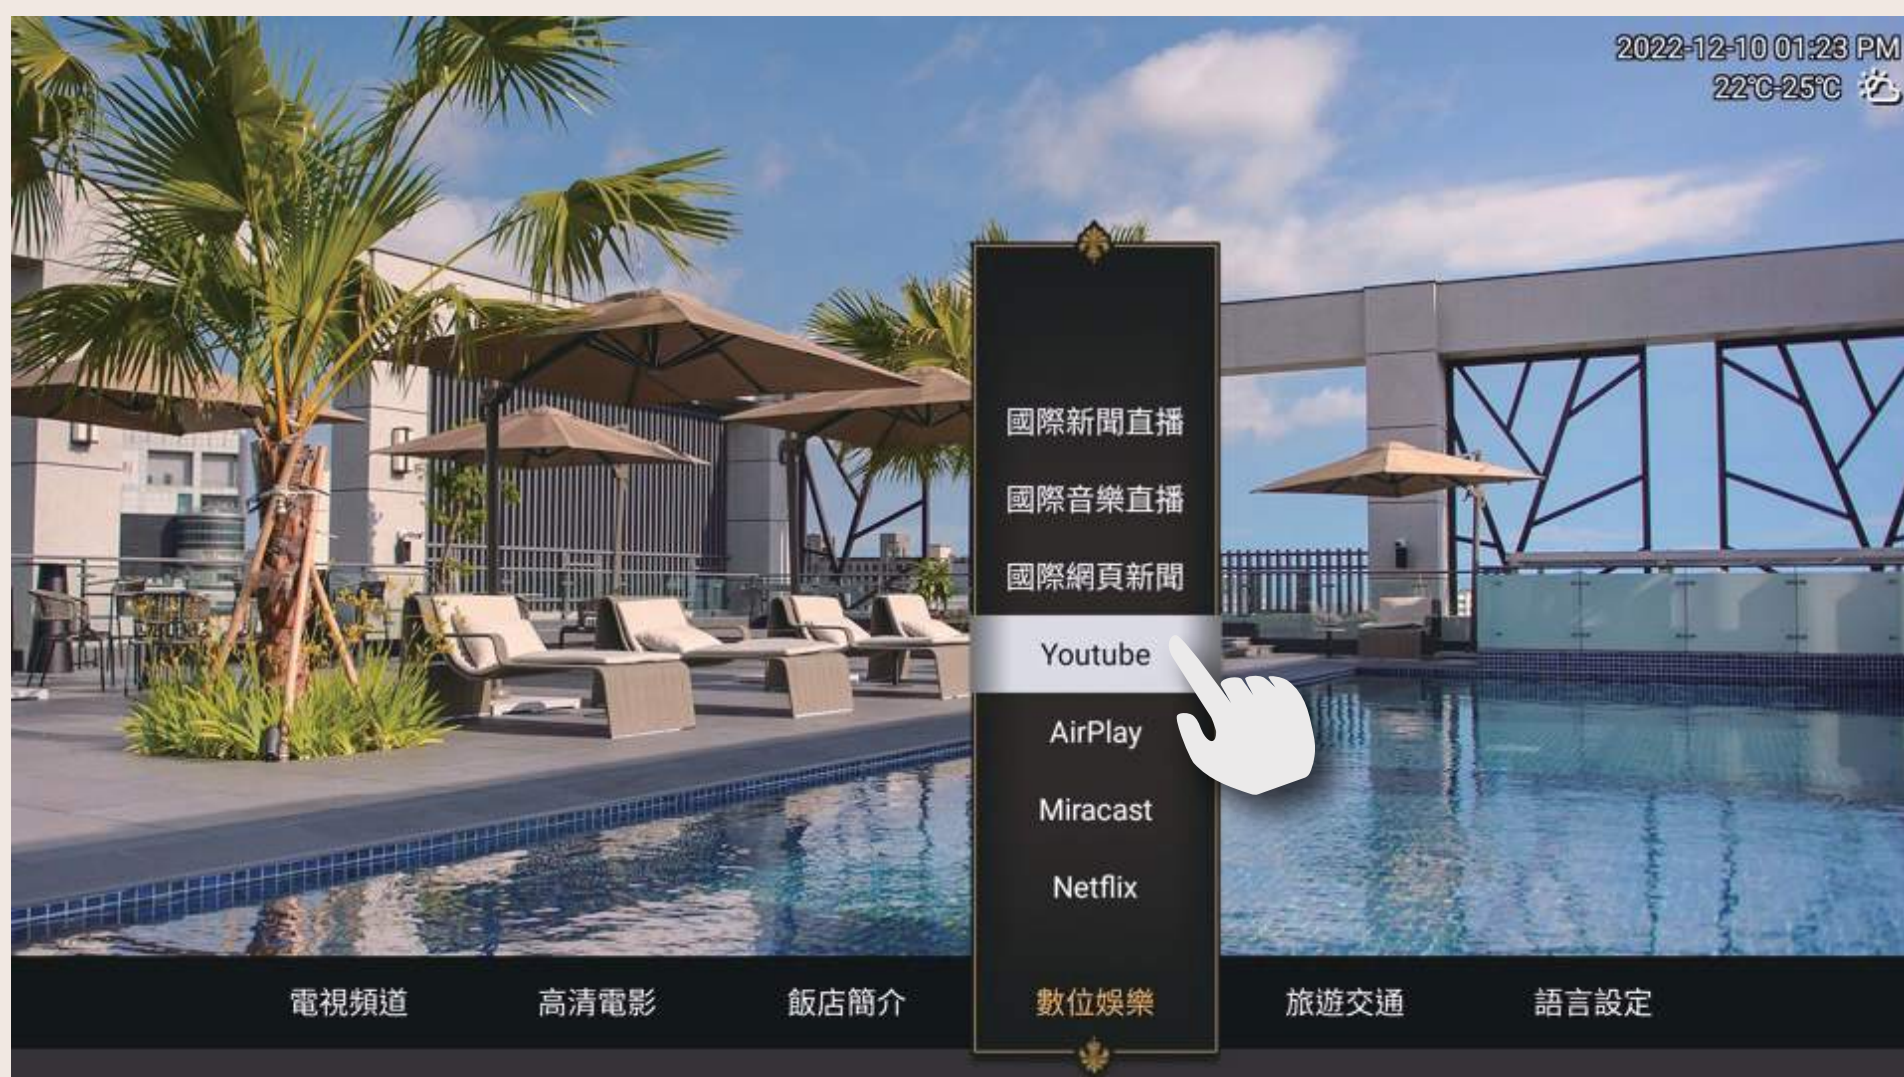 2022-12-10 01:23 PM
22°C-25°C
國際新聞直播
國際音樂直播
國際網頁新聞
Youtube
AirPlay
Miracast
Netflix
電視頻道 高清電影 飯店簡介 數位娛樂 旅遊交通 語言設定